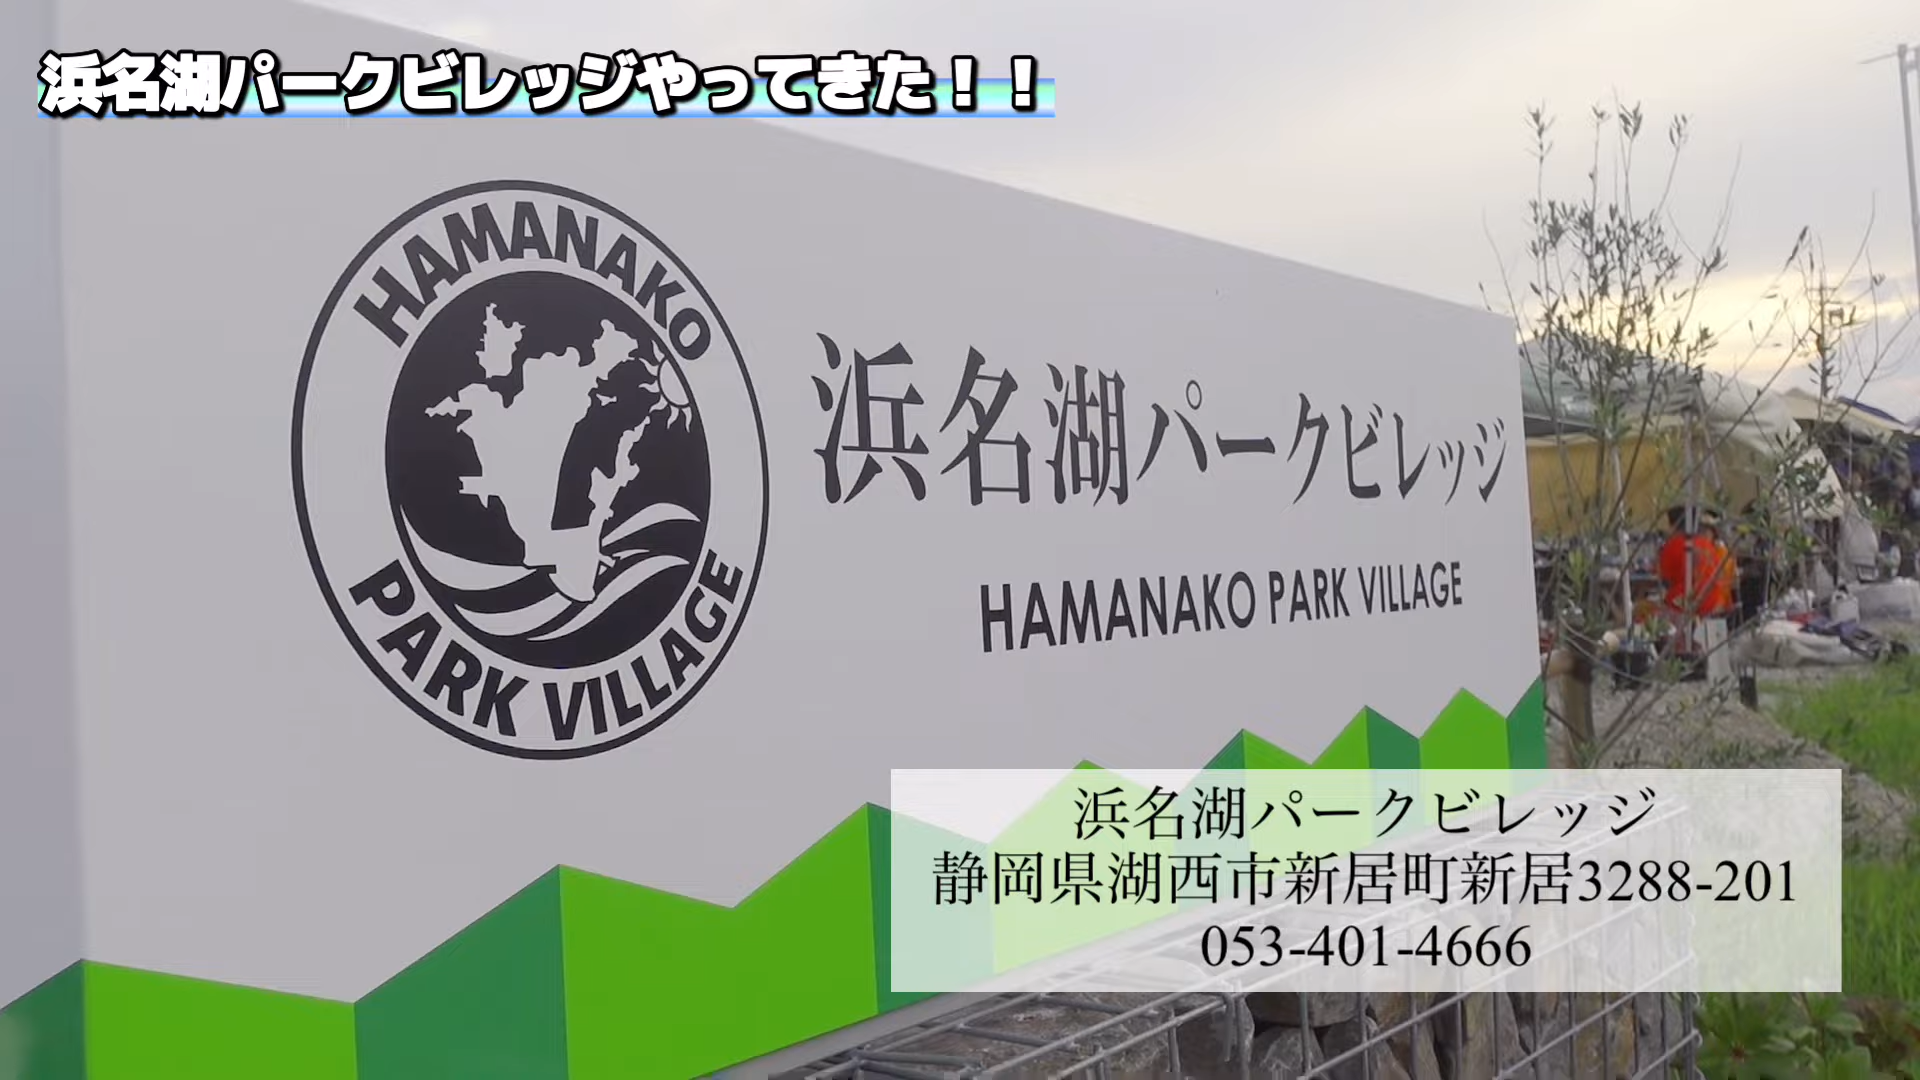 浜名湖パークビレッジやってきた！！
HAMANAKO
PARK VILLAGE
浜名湖パークビレッジ
HAMANAKO PARK VILLAGE
浜名湖パークビレッジ
静岡県湖西市新居町新居3288-201
053-401-4666